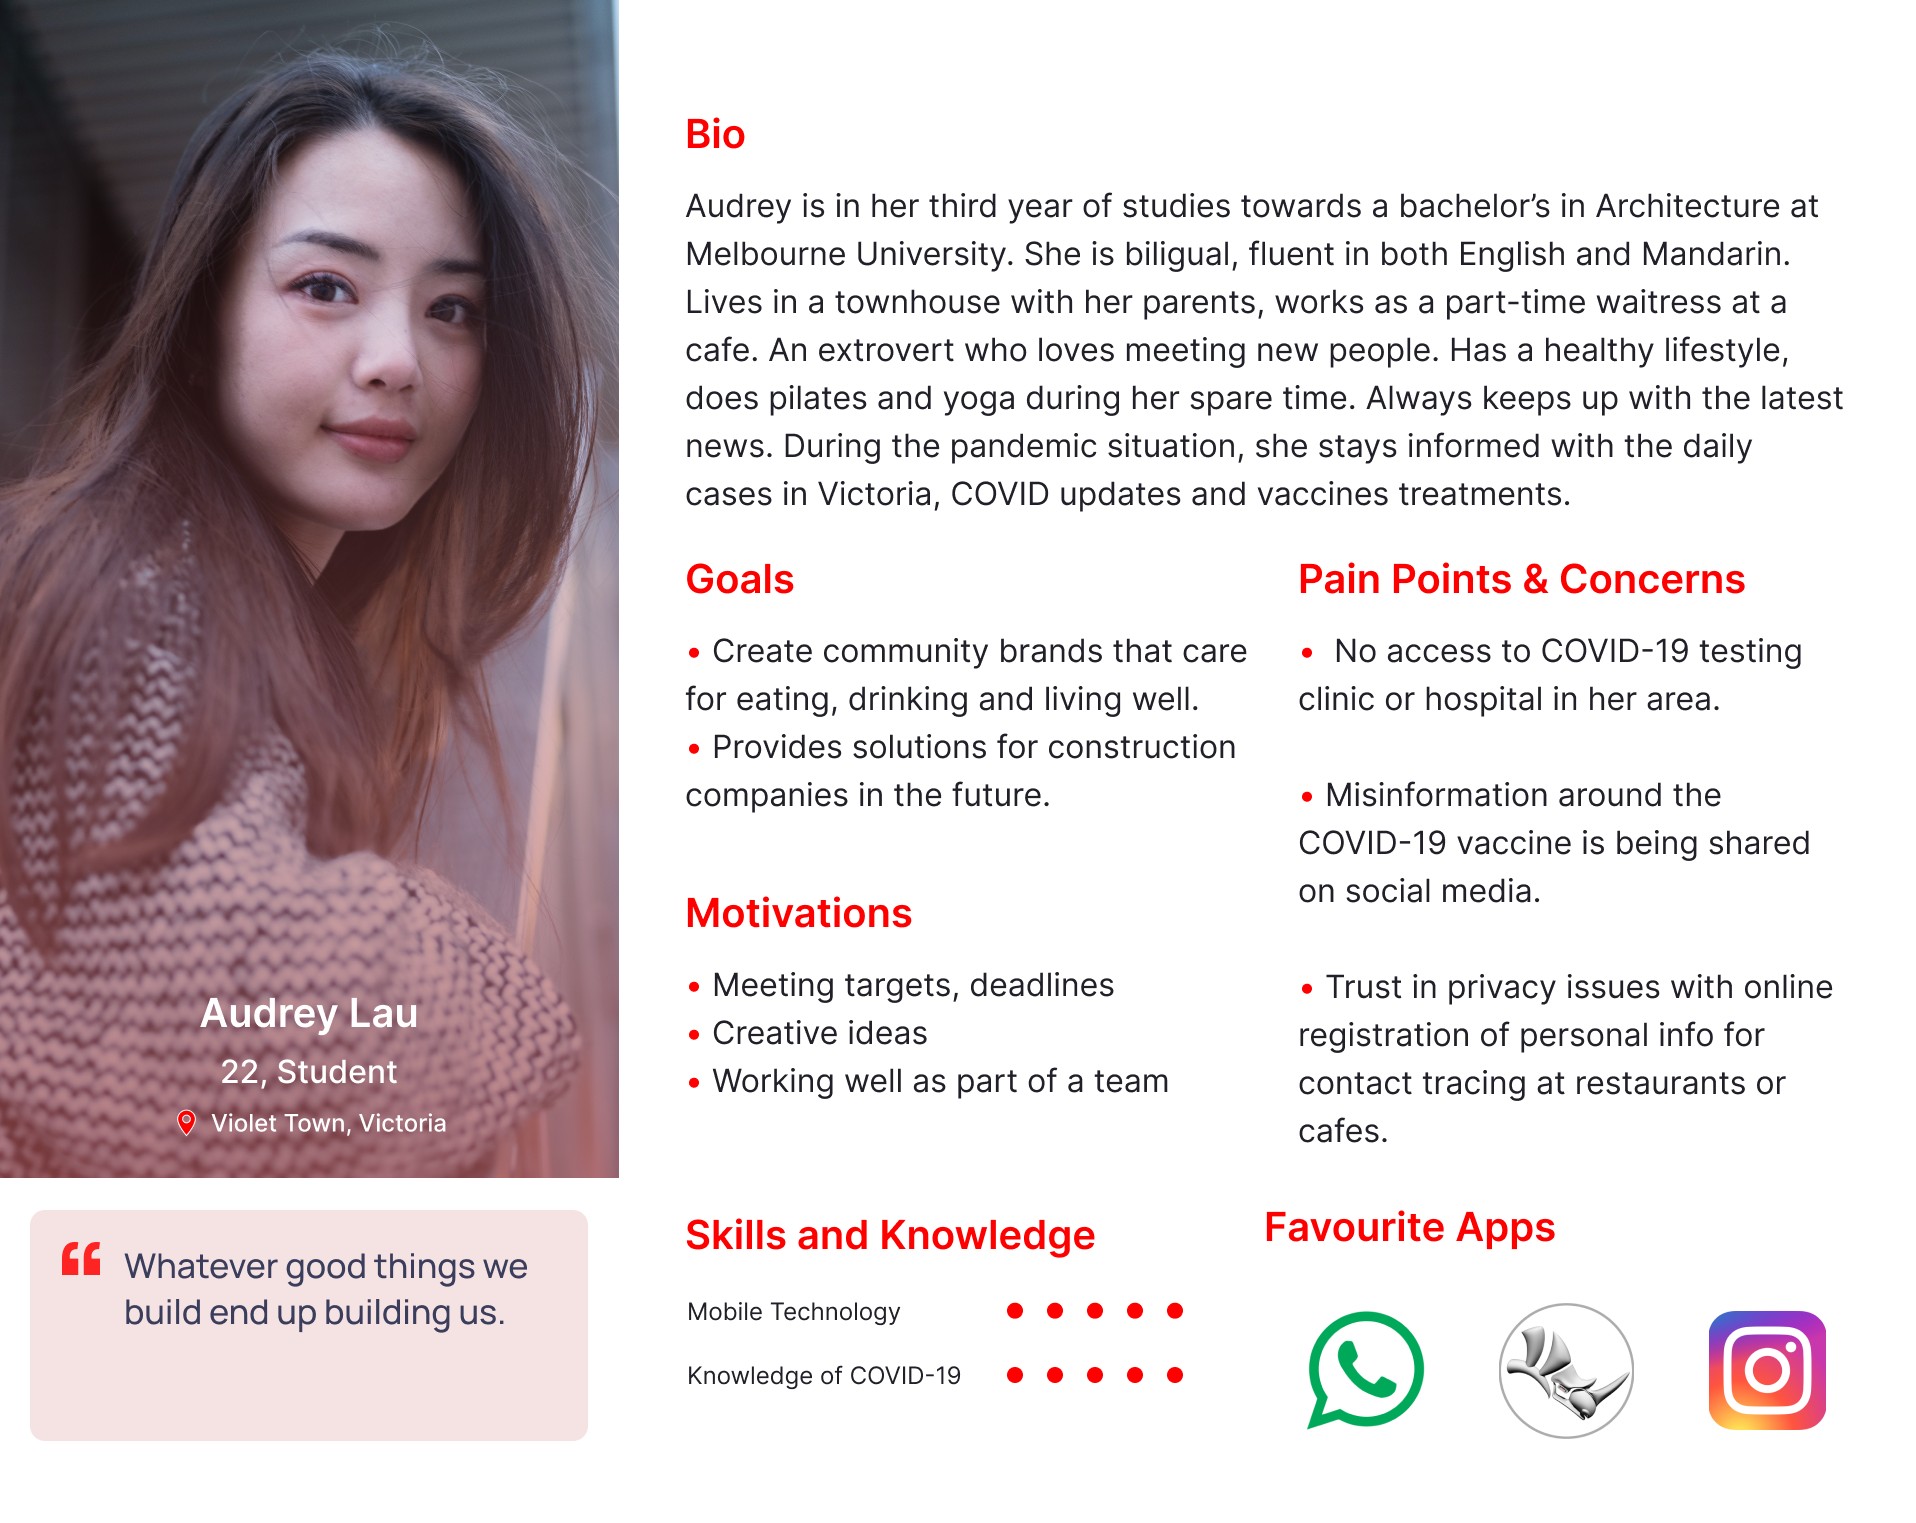 Bio
Audrey is in her third year of studies towards a bachelor’s in Architecture at
Melbourne University. She is biligual, fluent in both English and Mandarin.
Lives in a townhouse with her parents, works as a part-time waitress at a
cafe. An extrovert who loves meeting new people. Has a healthy lifestyle,
does pilates and yoga during her spare time. Always keeps up with the latest
news. During the pandemic situation, she stays informed with the daily
cases in Victoria, COVID updates and vaccines treatments.
Goals
• Create community brands that care
for eating, drinking and living well.
• Provides solutions for construction
companies in the future.
Motivations
• Meeting targets, deadlines
• Creative ideas
• Working well as part of a team
Pain Points & Concerns
• No access to COVID-19 testing
clinic or hospital in her area.
• Misinformation around the
COVID-19 vaccine is being shared
on social media.
• Trust in privacy issues with online
registration of personal info for
contact tracing at restaurants or
cafes.
Audrey Lau
22, Student
Violet Town, Victoria
“ Whatever good things we
build end up building us.
Skills and Knowledge
Mobile Technology
Knowledge of COVID-19
Favourite Apps